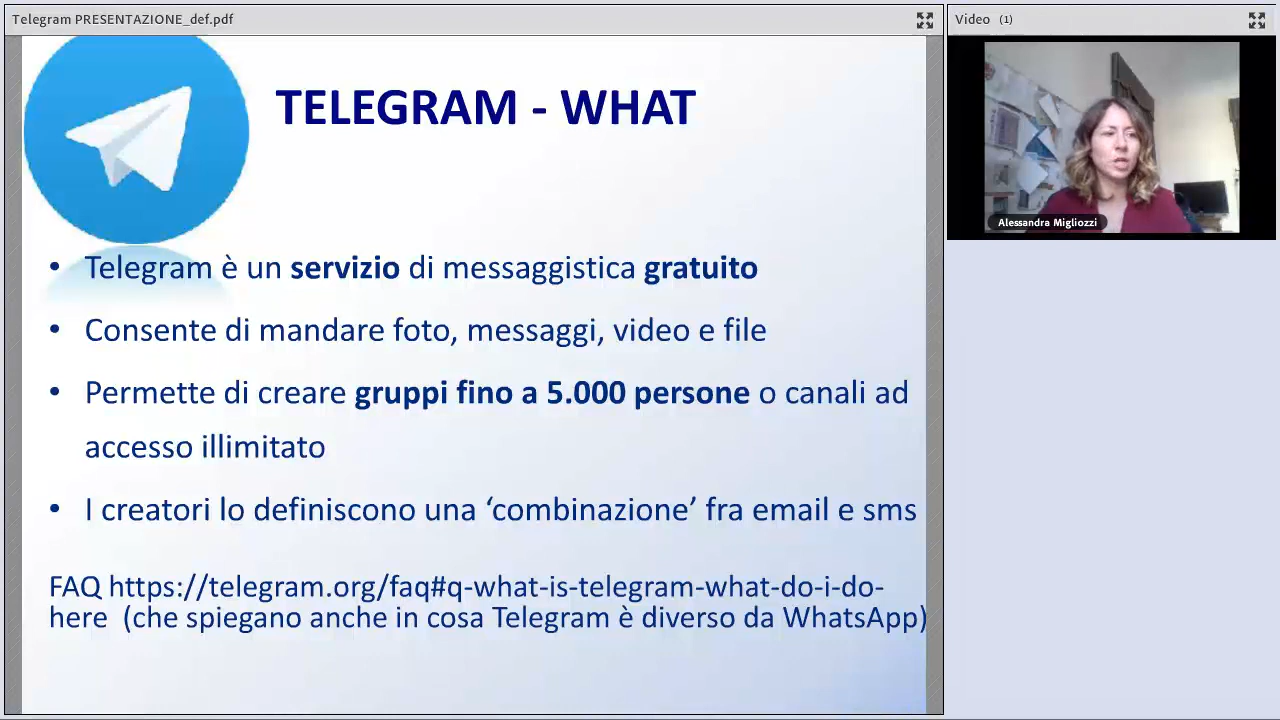 Telegram PRESENTAZIONE_def.pdf
Video (1)
TELEGRAM - WHAT
Alessandra Migliozzi
• Telegram è un servizio di messaggistica gratuito
• Consente di mandare foto, messaggi, video e file
• Permette di creare gruppi fino a 5.000 persone o canali ad
accesso illimitato
• I creatori lo definiscono una ‘combinazione’ fra email e sms
FAQ https://telegram.org/faq#q-what-is-telegram-what-do-i-do-
here (che spiegano anche in cosa Telegram è diverso da WhatsApp)